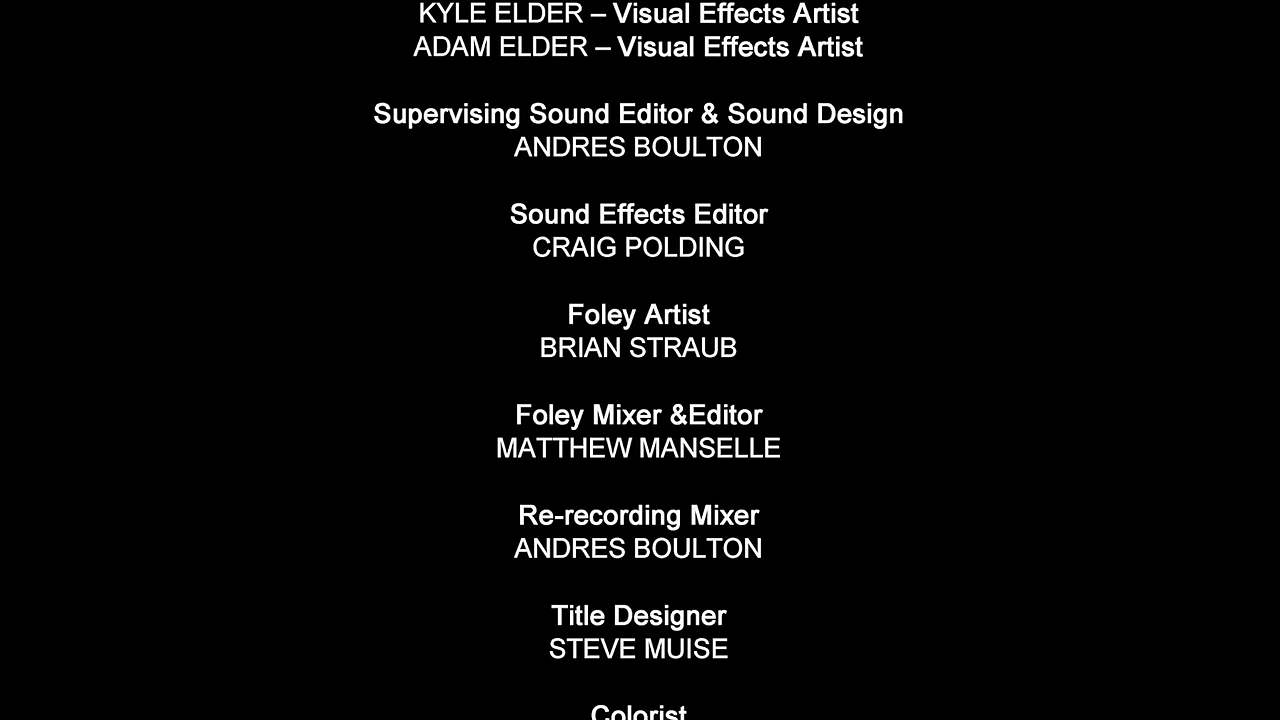 KYLE ELDER – Visual Effects Artist
ADAM ELDER – Visual Effects Artist
Supervising Sound Editor & Sound Design
ANDRES BOULTON
Sound Effects Editor
CRAIG POLDING
Foley Artist
BRIAN STRAUB
Foley Mixer &Editor
MATTHEW MANSELLE
Re-recording Mixer
ANDRES BOULTON
Title Designer
STEVE MUISE
Colorist